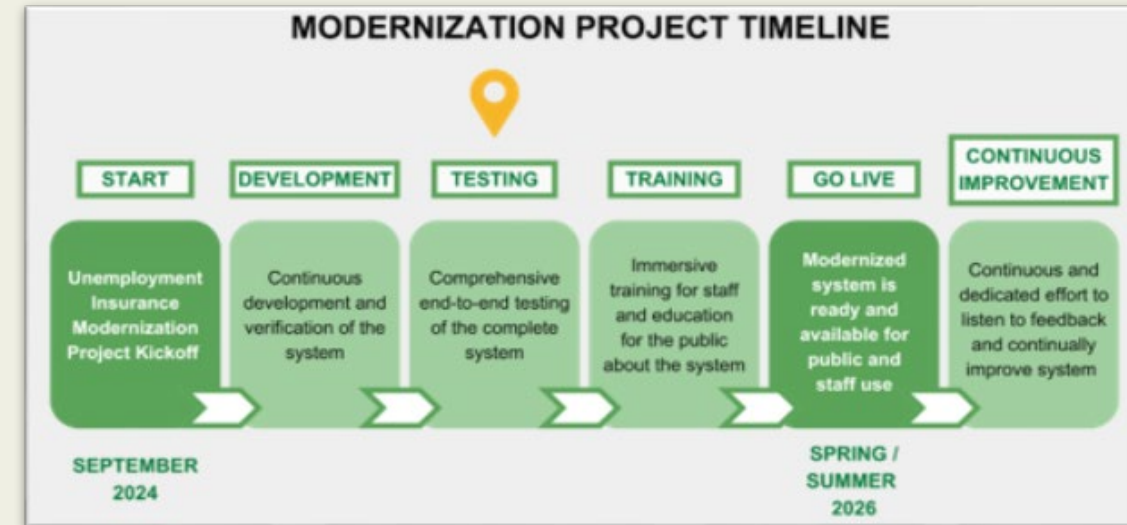 MODERNIZATION PROJECT TIMELINE
START
Unemployment
Insurance
Modernization
Project Kickoff
SEPTEMBER
2024
DEVELOPMENT
Continuous
development and
verification of the
system
TESTING
Comprehensive
end-to-end testing
of the complete
system
TRAINING
Immersive
training for staff
and education
for the public
about the system
GO LIVE
Modernized
system is
ready and
available for
public and
staff use
SPRING /
SUMMER
2026
CONTINUOUS
IMPROVEMENT
Continuous and
dedicated effort to
listen to feedback
and continually
improve system